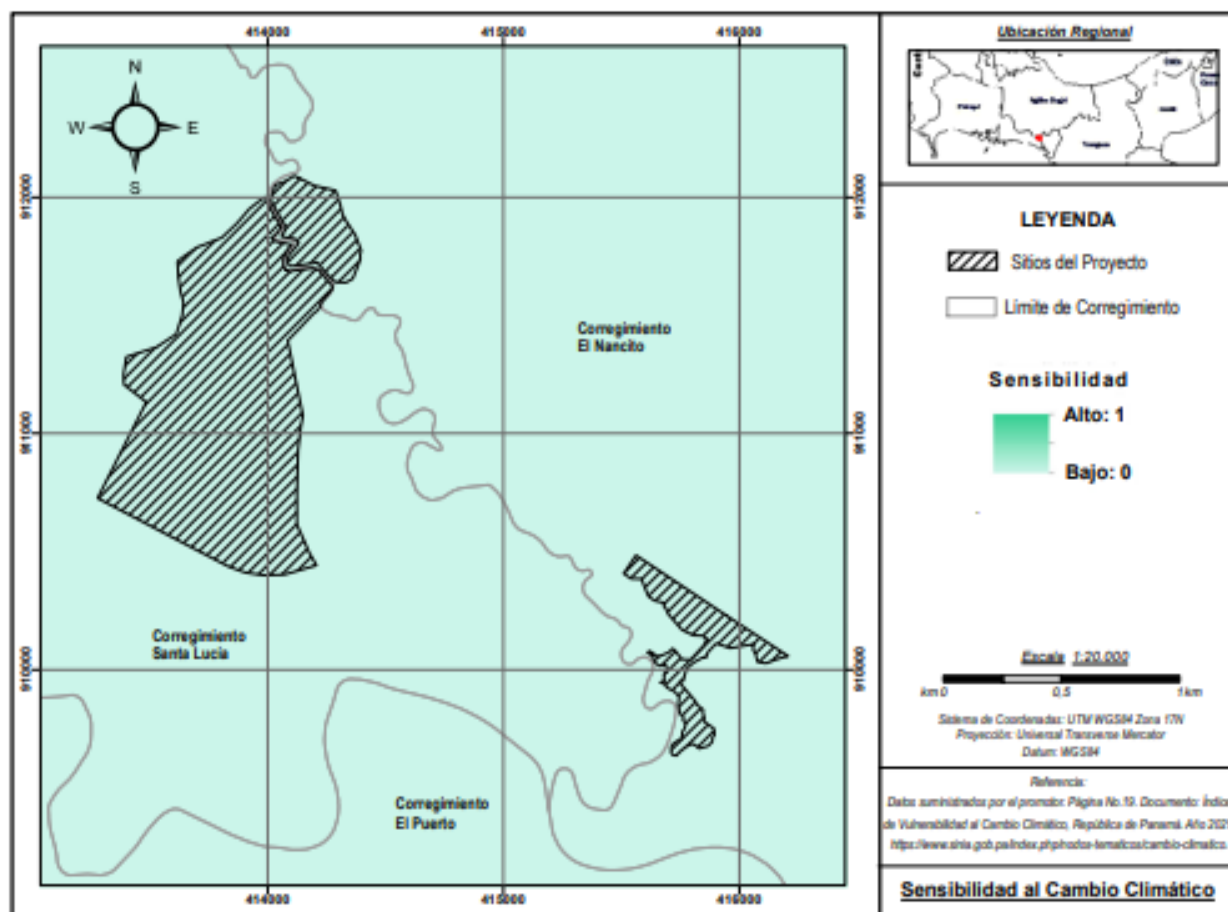 414000
415000
416000
912000
911000
910000
N
W
E
S
Corregimiento
El Nancito
Corregimiento
Santa Lucia
Corregimiento
El Puerto
912000
911000
910000
414000
415000
416000
Ubicación Regional
LEYENDA
Sitios del Proyecto
Límite de Corregimiento
Sensibilidad
Alto: 1
Bajo: 0
Escala 1:20.000
km 0
0,5
1 km
Sistema de Coordenadas: UTM WGS84 Zona 17N
Proyección: Universal Transverse Mercator
Datum: WGS84
Referencia:
Datos suministrados por el promotor. Página No.19. Documento:
de Vulnerabilidad al Cambio Climático, República de Panamá. Año
Sensibilidad al Cambio Climático